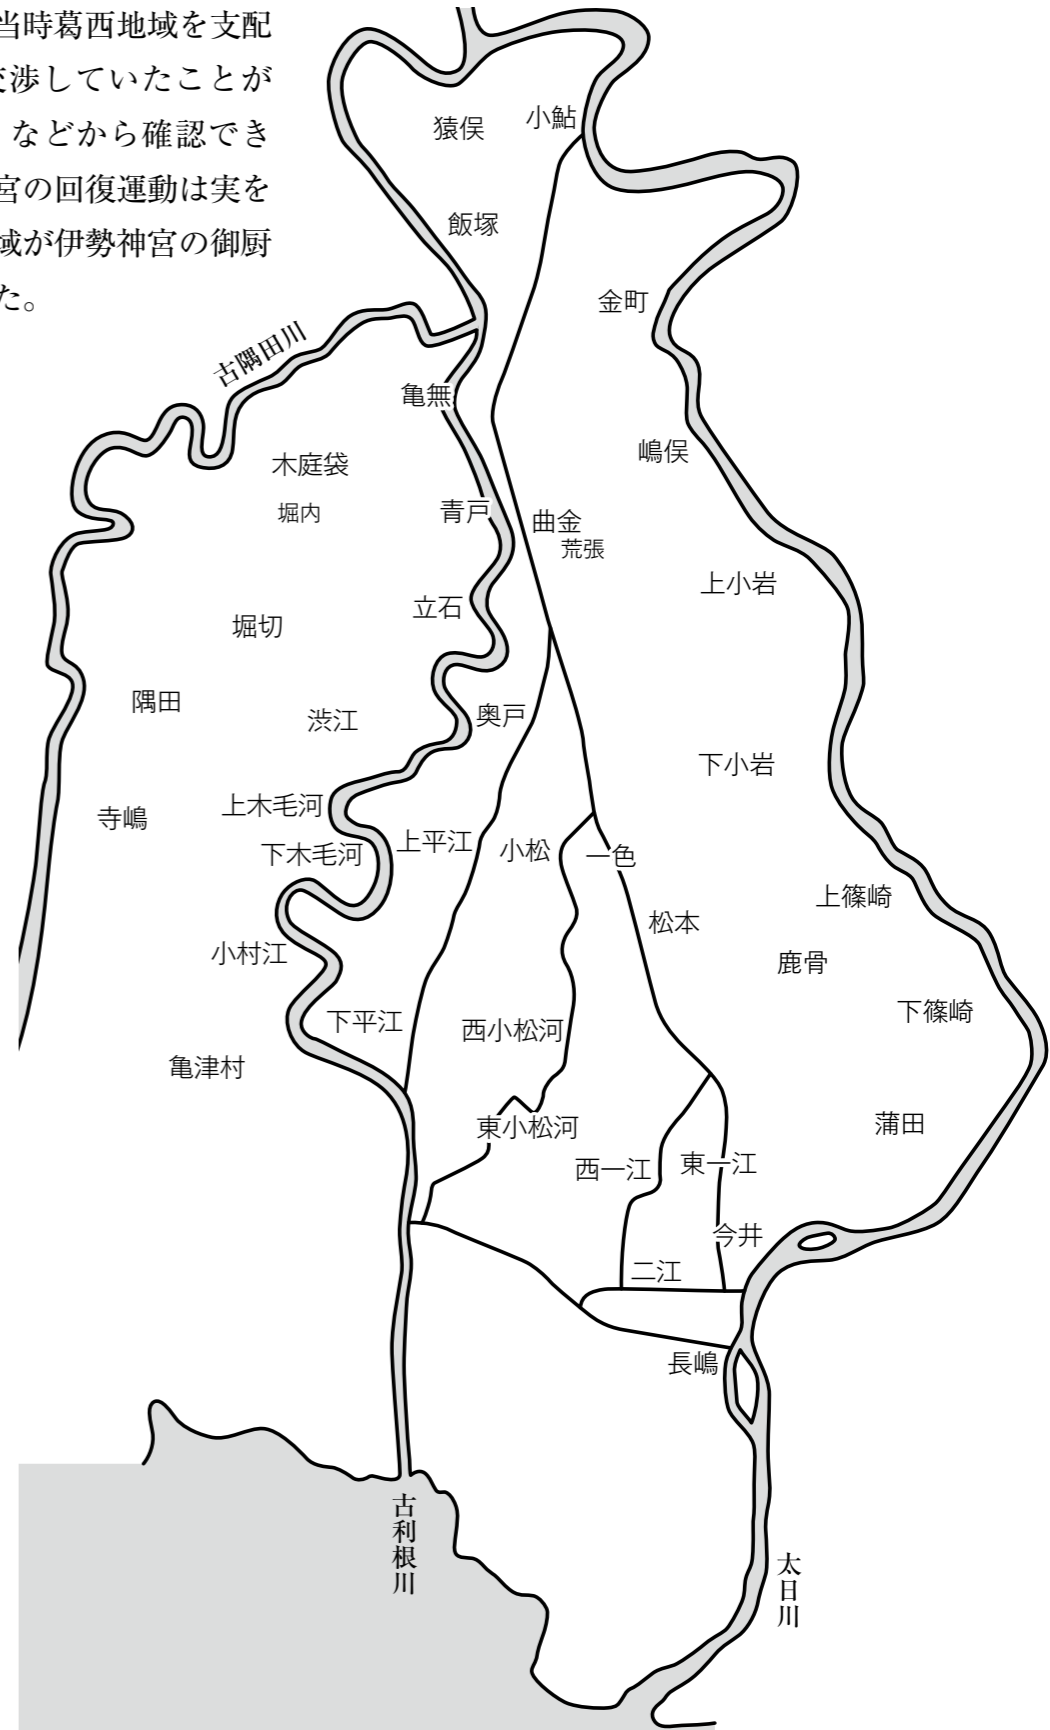 当時葛西地域を支配
交渉していたことが
」などから確認でき
宮の回復運動は実を
域が伊勢神宮の御厨
た。
猿俣
小鮎
飯塚
金町
古隅田川
亀無
嶋俣
木庭袋
堀内
青戸
曲金
荒張
上小岩
立石
堀切
隅田
渋江
奥戸
下小岩
寺嶋
上木毛河
下木毛河
上平江
小松
一色
上篠崎
松本
鹿骨
小村江
下篠崎
下平江
西小松河
亀津村
東小松河
蒲田
西一江
東一江
今井
二江
長嶋
古利根川
太日川